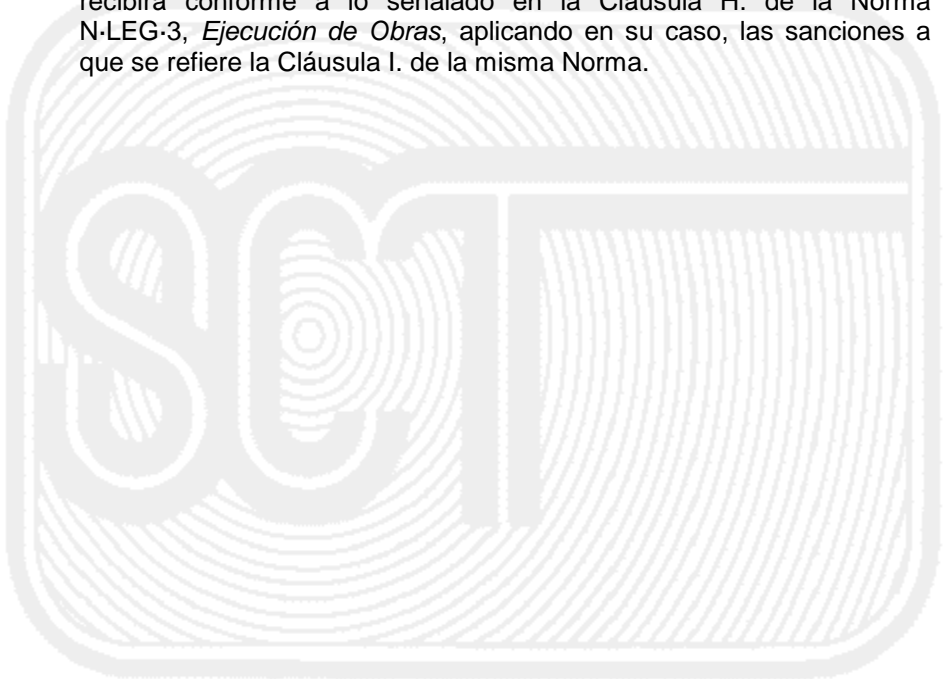 recibirá conforme a lo señalado en la Cláusula H. de la Norma
N·LEG·3, Ejecución de Obras, aplicando en su caso, las sanciones a
que se refiere la Cláusula I. de la misma Norma.
SCT